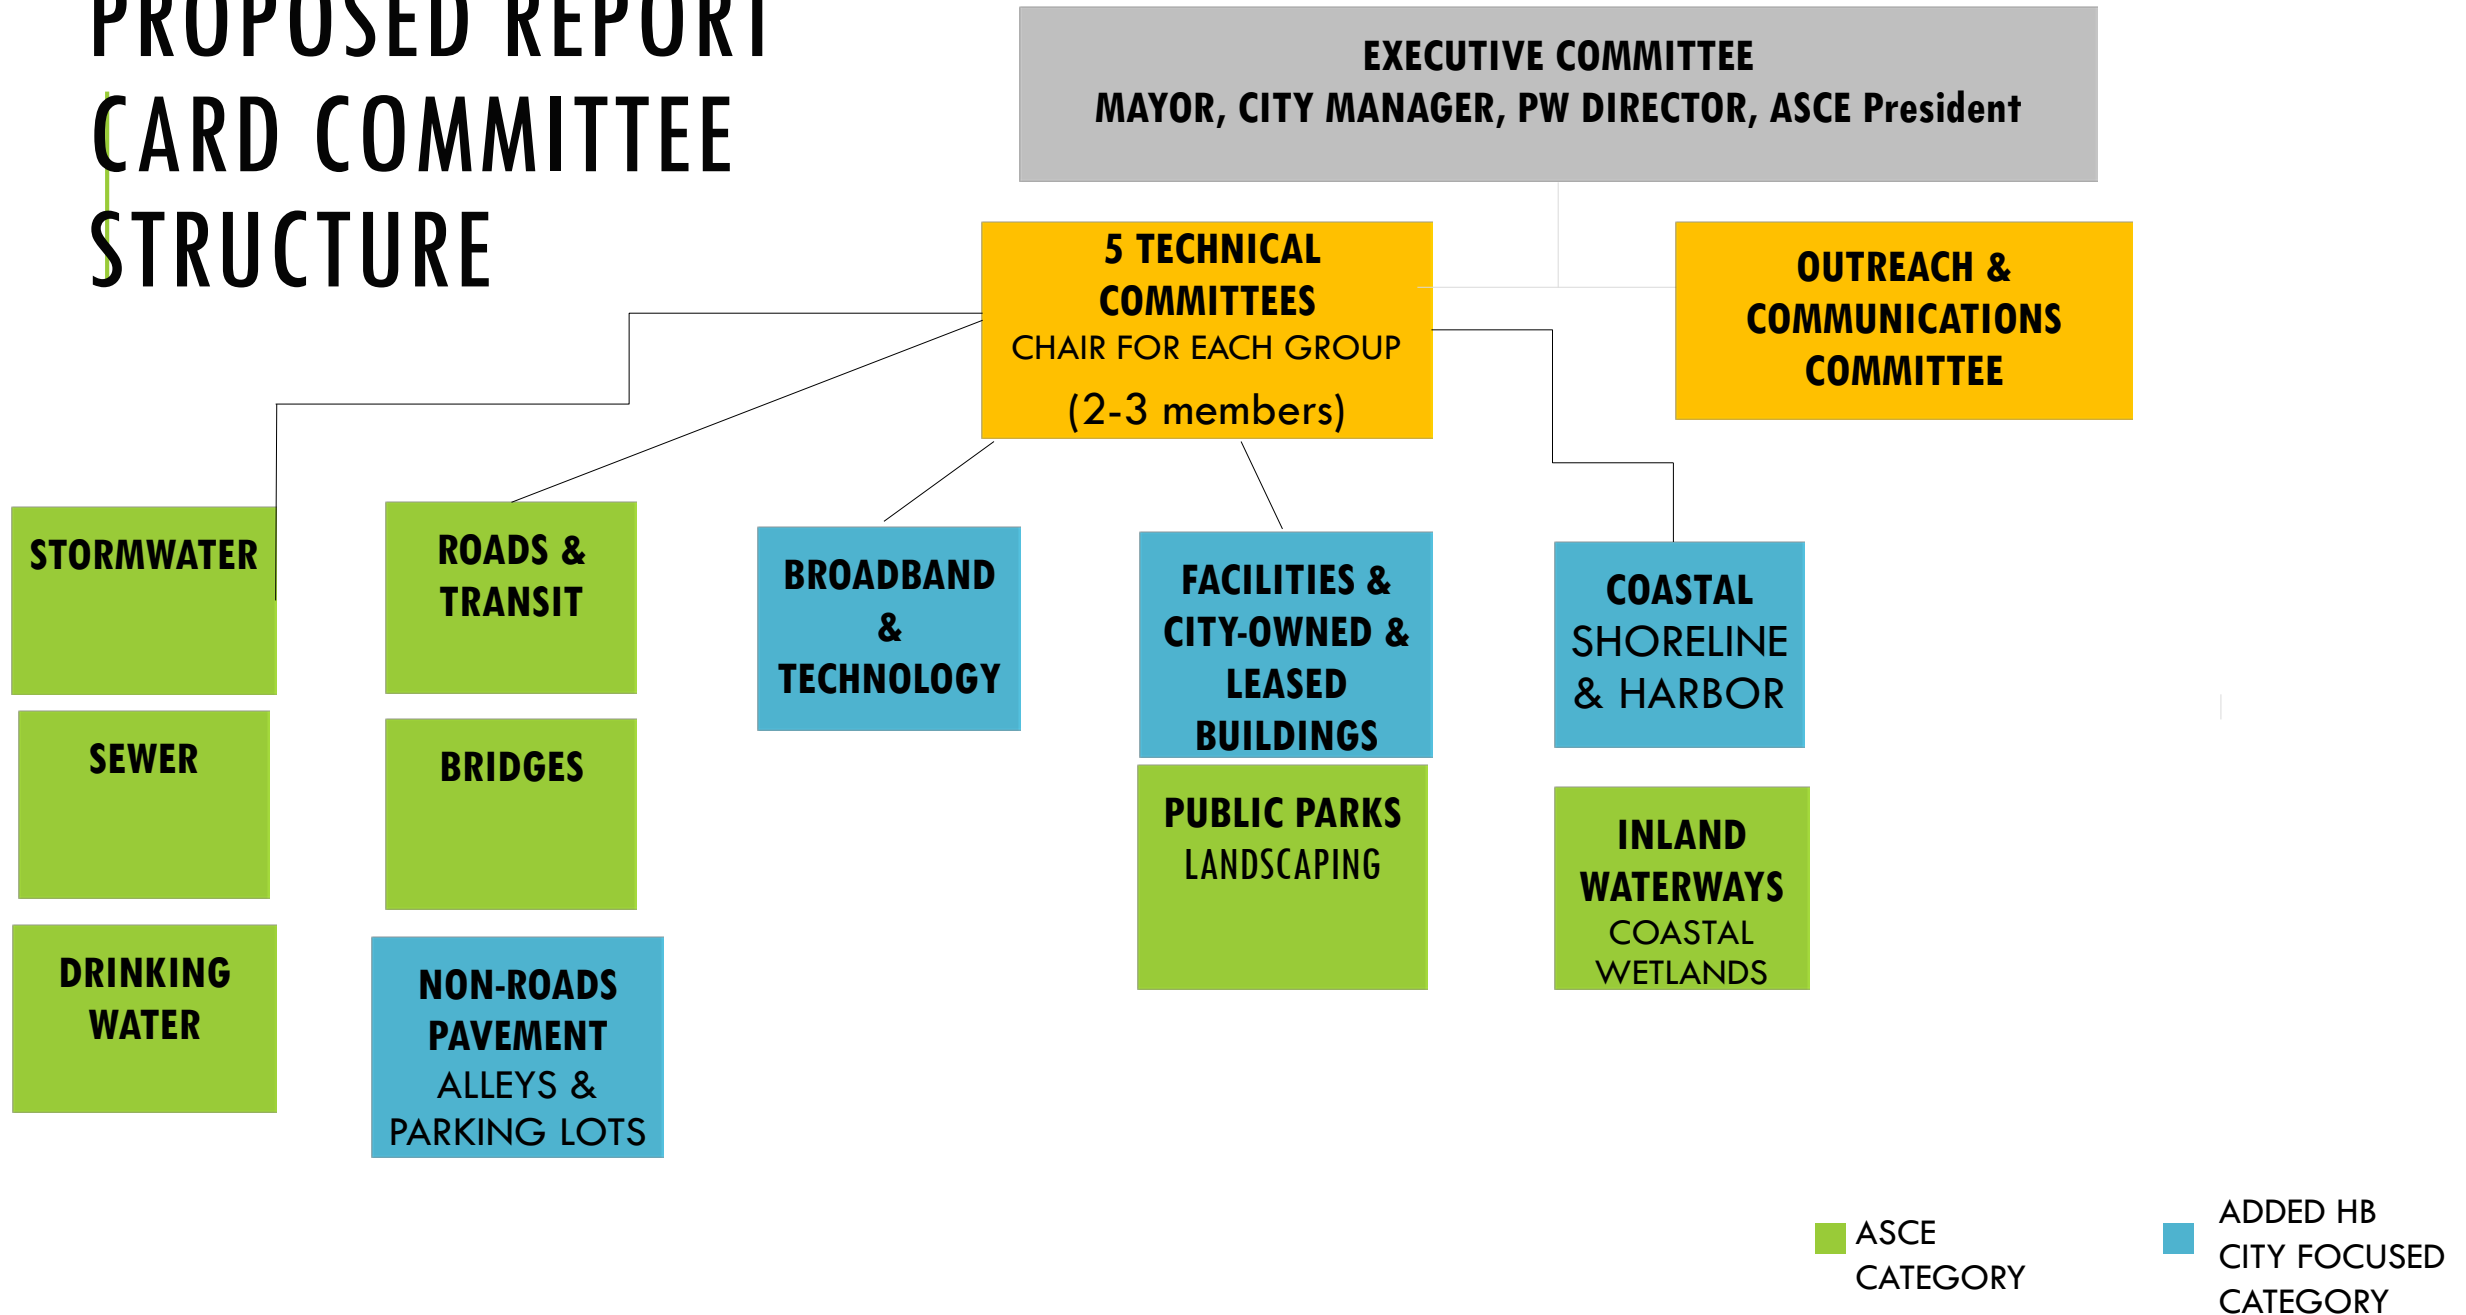 PROPOSED REPORT
CARD COMMITTEE
STRUCTURE
EXECUTIVE COMMITTEE
MAYOR, CITY MANAGER, PW DIRECTOR, ASCE President
5 TECHNICAL
COMMITTEES
CHAIR FOR EACH GROUP
(2-3 members)
OUTREACH &
COMMUNICATIONS
COMMITTEE
STORMWATER
SEWER
DRINKING
WATER
ROADS &
TRANSIT
BRIDGES
NON-ROADS
PAVEMENT
ALLEYS &
PARKING LOTS
BROADBAND
&
TECHNOLOGY
FACILITIES &
CITY-OWNED &
LEASED
BUILDINGS
PUBLIC PARKS
LANDSCAPING
COASTAL
SHORELINE
& HARBOR
INLAND
WATERWAYS
COASTAL
WETLANDS
ASCE
CATEGORY
ADDED HB
CITY FOCUSED
CATEGORY